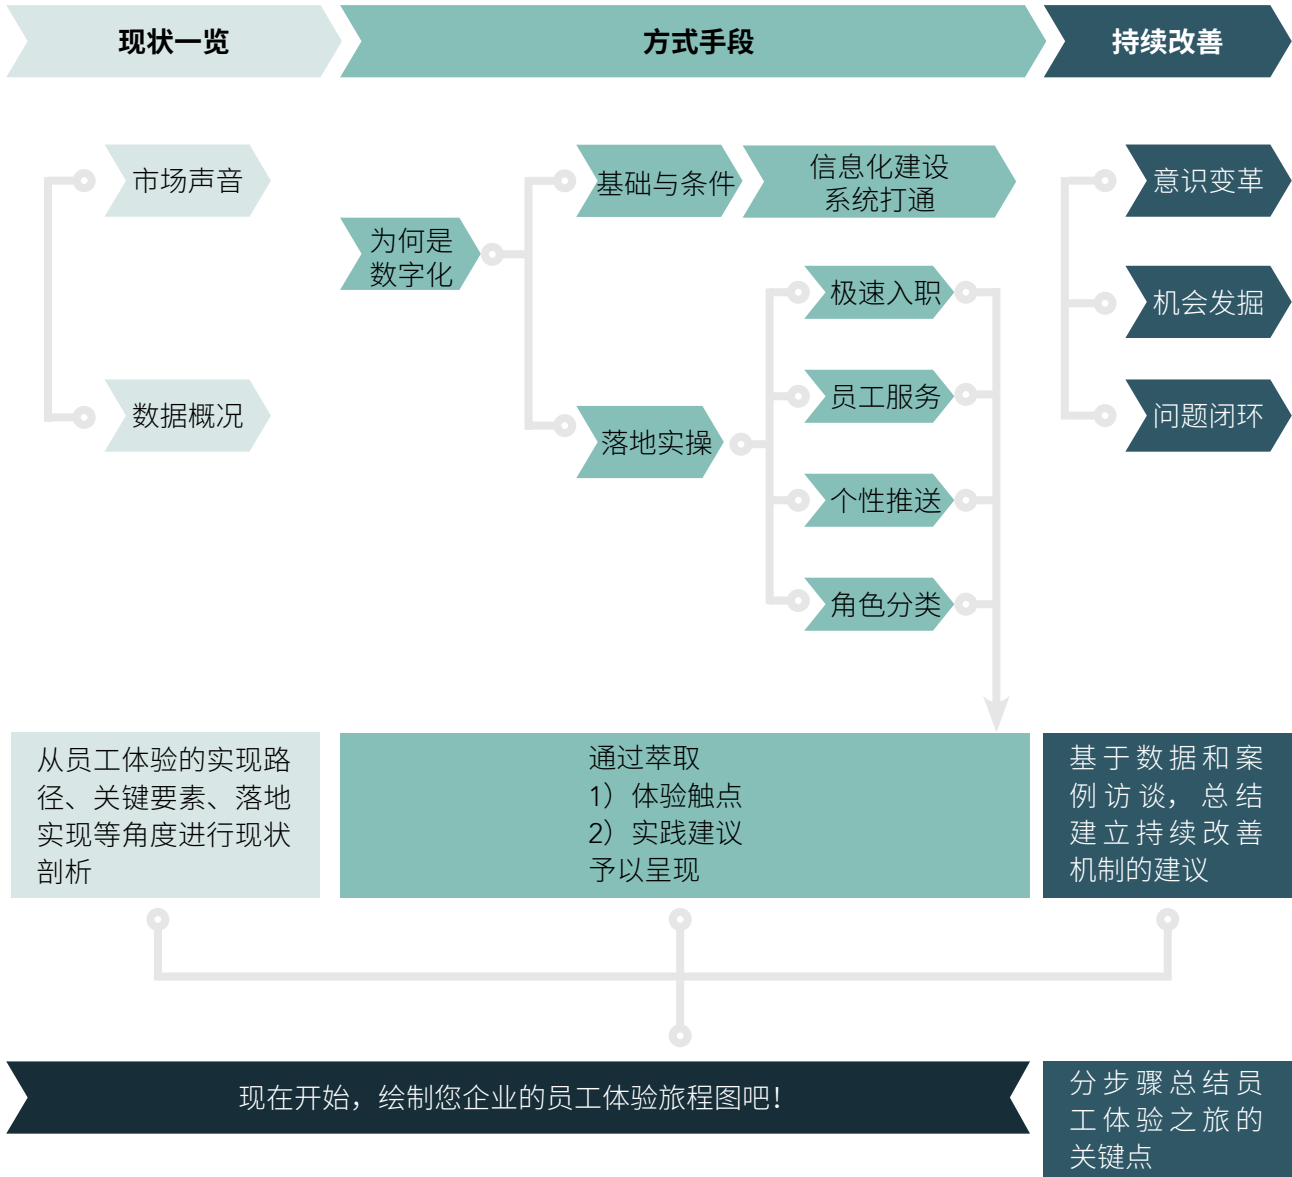 现状一览
方式手段
持续改善
市场声音
数据概况
为何是
数字化
基础与条件
信息化建设
系统打通
落地实操
极速入职
员工服务
个性推送
角色分类
意识变革
机会发掘
问题闭环
从员工体验的实现路
径、关键要素、落地
实现等角度进行现状
剖析
通过萃取
1）体验触点
2）实践建议
予以呈现
基于数据和案
例访谈，总结
建立持续改善
机制的建议
现在开始，绘制您企业的员工体验旅程图吧！
分步骤总结员
工体验之旅的
关键点